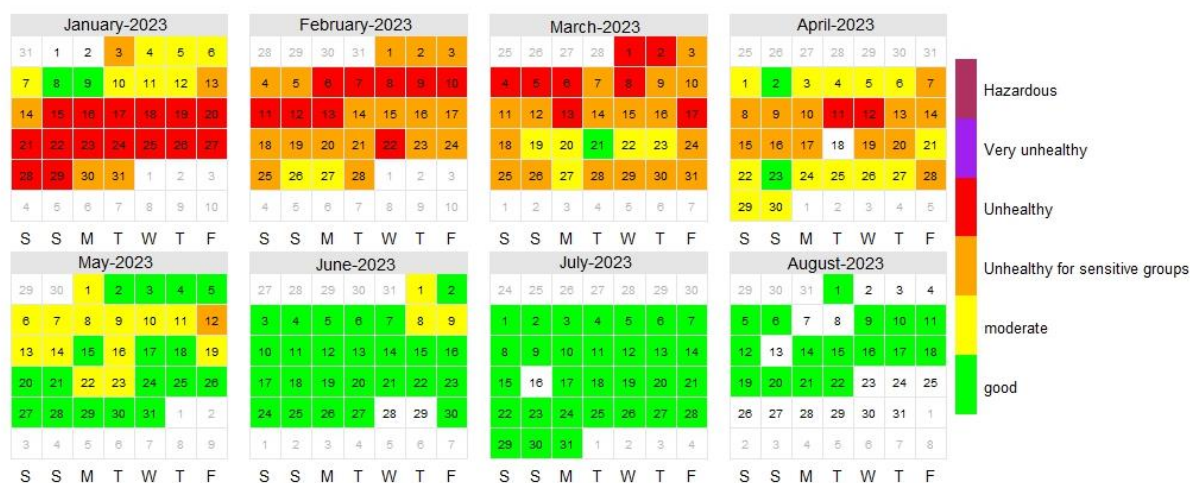 January-2023
31 1 2 3 4 5 6
7 8 9 10 11 12 13
14 15 16 17 18 19 20
21 22 23 24 25 26 27
28 29 30 31 1 2 3
4 5 6 7 8 9 10
S S M T W T F
February-2023
28 29 30 31 1 2 3
4 5 6 7 8 9 10
11 12 13 14 15 16 17
18 19 20 21 22 23 24
25 26 27 28 1 2 3
4 5 6 7 8 9 10
S S M T W T F
March-2023
25 26 27 28 1 2 3
4 5 6 7 8 9 10
11 12 13 14 15 16 17
18 19 20 21 22 23 24
25 26 27 28 29 30 31
1 2 3 4 5 6 7
S S M T W T F
April-2023
25 26 27 28 29 30 31
1 2 3 4 5 6 7
8 9 10 11 12 13 14
15 16 17 18 19 20 21
22 23 24 25 26 27 28
29 30 1 2 3 4 5
S S M T W T F
May-2023
29 30 1 2 3 4 5
6 7 8 9 10 11 12
13 14 15 16 17 18 19
20 21 22 23 24 25 26
27 28 29 30 31 1 2
3 4 5 6 7 8 9
S S M T W T F
June-2023
27 28 29 30 31 1 2
3 4 5 6 7 8 9
10 11 12 13 14 15 16
17 18 19 20 21 22 23
24 25 26 27 28 29 30
1 2 3 4 5 6 7
S S M T W T F
July-2023
24 25 26 27 28 29 30
1 2 3 4 5 6 7
8 9 10 11 12 13 14
15 16 17 18 19 20 21
22 23 24 25 26 27 28
29 30 31 1 2 3 4
S S M T W T F
August-2023
29 30 31 1 2 3 4
5 6 7 8 9 10 11
12 13 14 15 16 17 18
19 20 21 22 23 24 25
26 27 28 29 30 31 1
2 3 4 5 6 7 8
S S M T W T F
Hazardous
Very unhealthy
Unhealthy
Unhealthy for sensitive groups
moderate
good